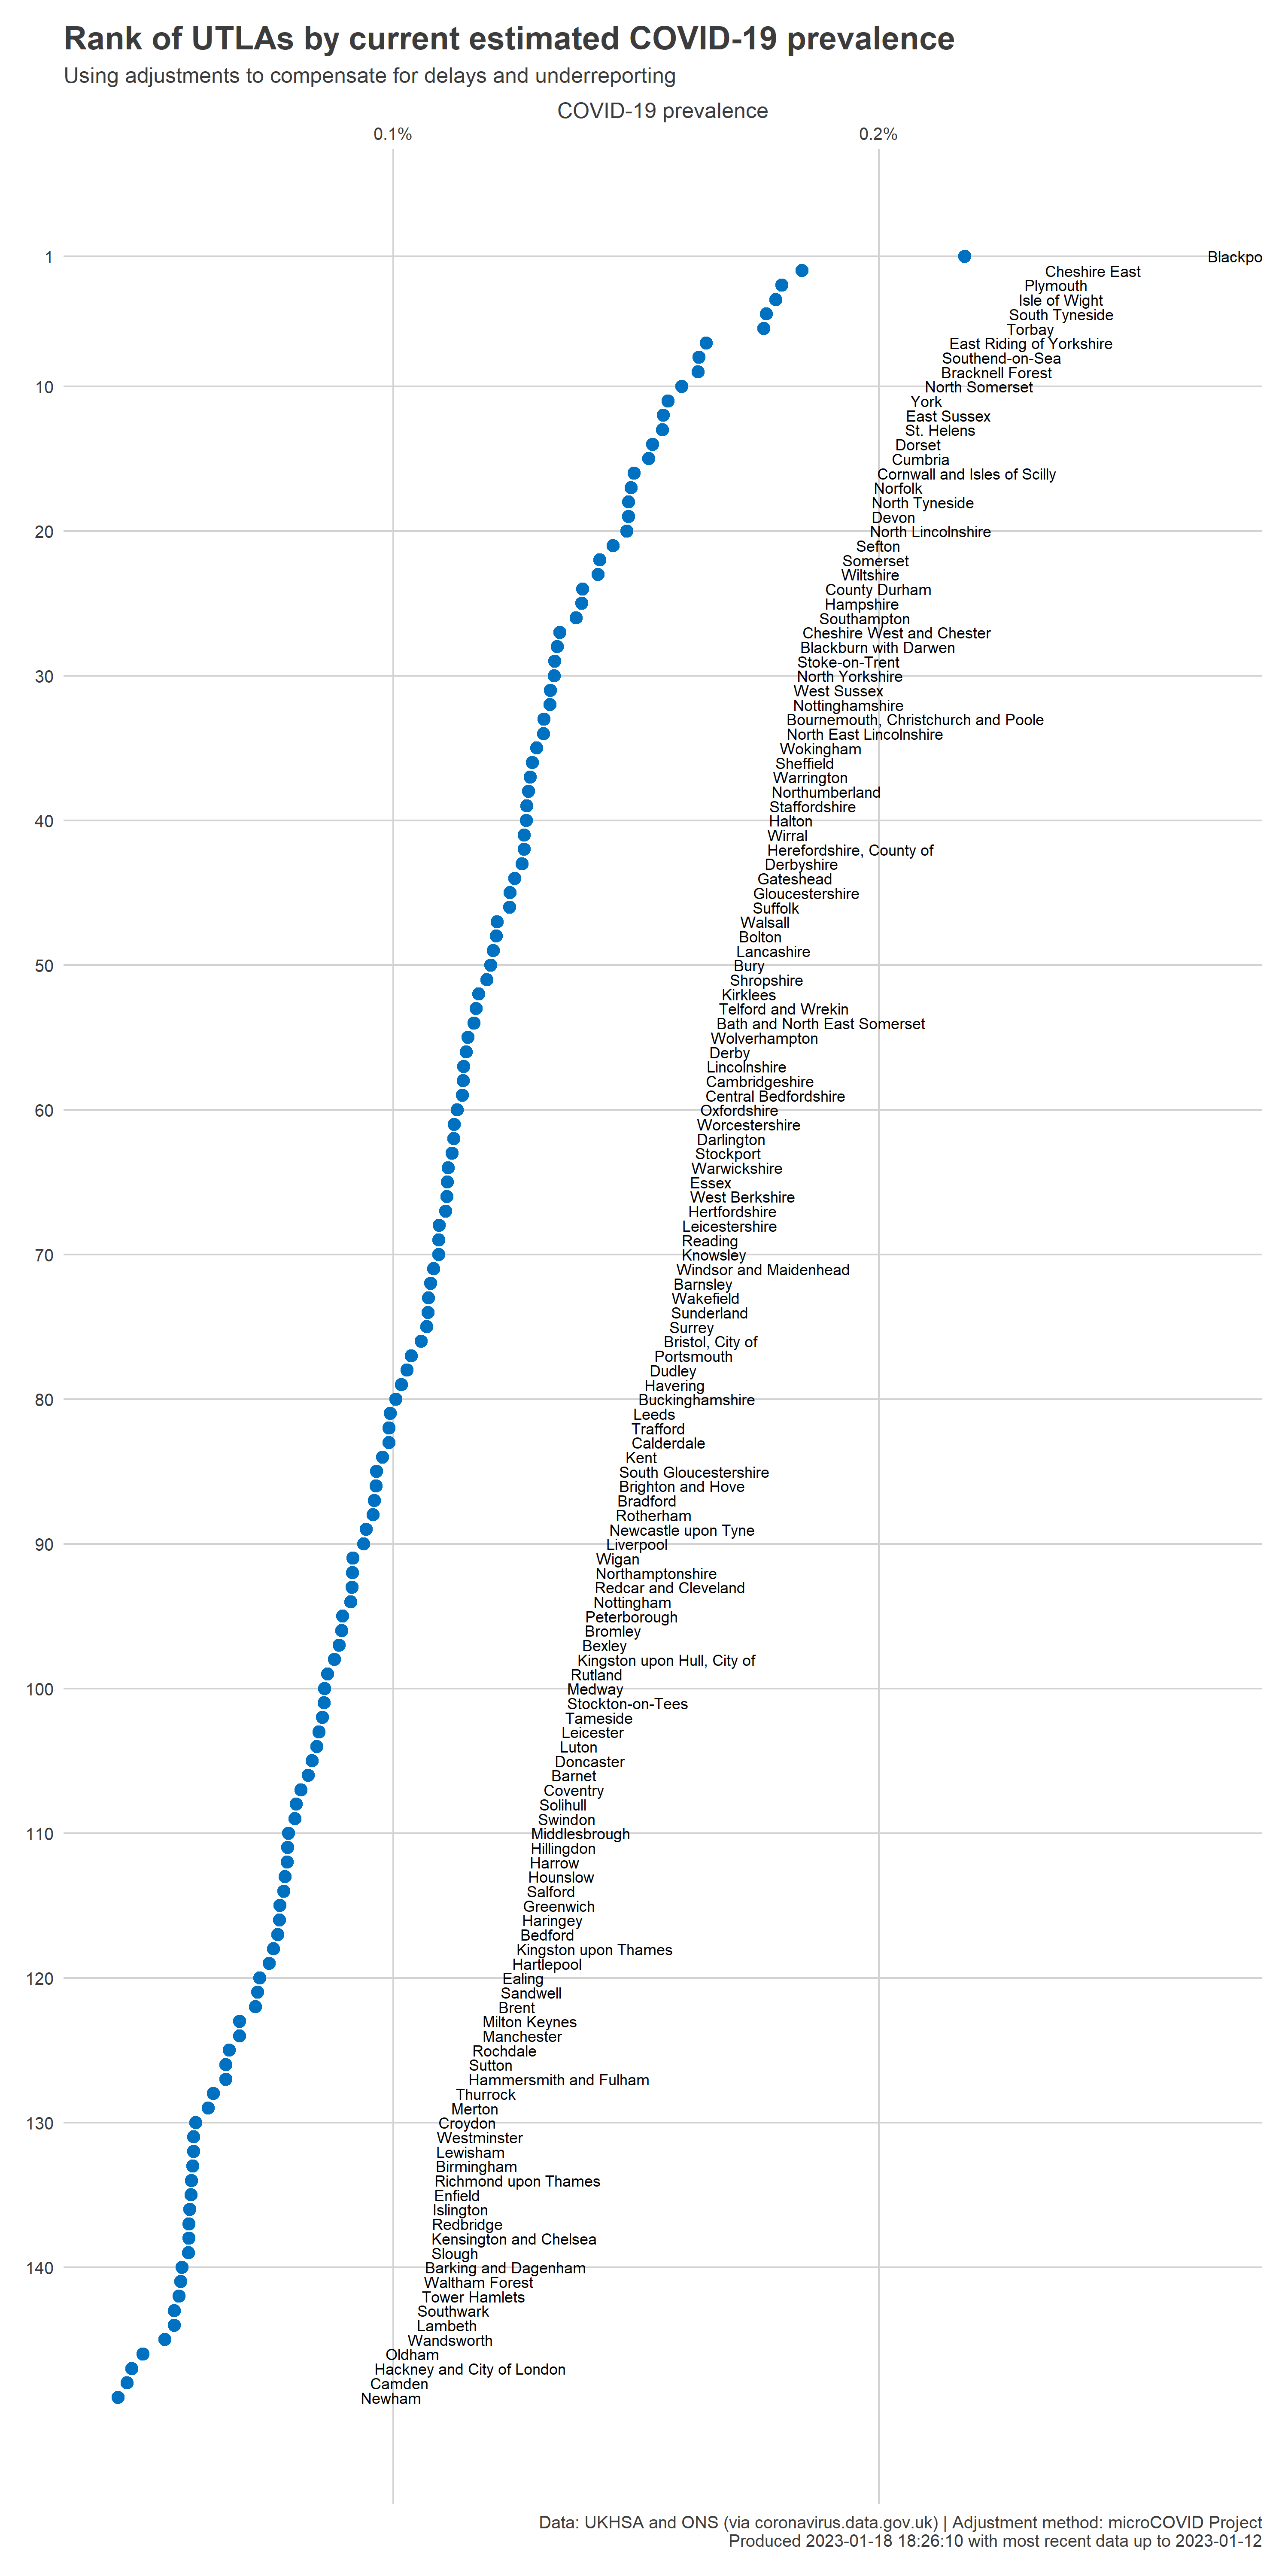 Rank of UTLAs by current estimated COVID-19 prevalence
Using adjustments to compensate for delays and underreporting
COVID-19 prevalence
0.1% 0.2%
1 Blackpo
Cheshire East
Plymouth
Isle of Wight
South Tyneside
Torbay
East Riding of Yorkshire
Southend-on-Sea
Bracknell Forest
10 North Somerset
York
East Sussex
St. Helens
Dorset
Cumbria
Cornwall and Isles of Scilly
Norfolk
North Tyneside
Devon
20 North Lincolnshire
Sefton
Somerset
Wiltshire
County Durham
Hampshire
Southampton
Cheshire West and Chester
Blackburn with Darwen
Stoke-on-Trent
30 North Yorkshire
West Sussex
Nottinghamshire
Bournemouth, Christchurch and Poole
North East Lincolnshire
Wokingham
Sheffield
Warrington
Northumberland
Staffordshire
40 Halton
Wirral
Herefordshire, County of
Derbyshire
Gateshead
Gloucestershire
Suffolk
Walsall
Bolton
Lancashire
50 Bury
Shropshire
Kirklees
Telford and Wrekin
Bath and North East Somerset
Wolverhampton
Derby
Lincolnshire
Cambridgeshire
Central Bedfordshire
60 Oxfordshire
Worcestershire
Darlington
Stockport
Warwickshire
Essex
West Berkshire
Hertfordshire
Leicestershire
Reading
70 Knowsley
Windsor and Maidenhead
Barnsley
Wakefield
Sunderland
Surrey
Bristol, City of
Portsmouth
Dudley
Havering
80 Buckinghamshire
Leeds
Trafford
Calderdale
Kent
South Gloucestershire
Brighton and Hove
Bradford
Rotherham
Newcastle upon Tyne
90 Liverpool
Wigan
Northamptonshire
Redcar and Cleveland
Nottingham
Peterborough
Bromley
Bexley
Kingston upon Hull, City of
Rutland
100 Medway
Stockton-on-Tees
Tameside
Leicester
Luton
Doncaster
Barnet
Coventry
Solihull
Swindon
110 Middlesbrough
Hillingdon
Harrow
Hounslow
Salford
Greenwich
Haringey
Bedford
Kingston upon Thames
Hartlepool
120 Ealing
Sandwell
Brent
Milton Keynes
Manchester
Rochdale
Sutton
Hammersmith and Fulham
Thurrock
Merton
130 Croydon
Westminster
Lewisham
Birmingham
Richmond upon Thames
Enfield
Islington
Redbridge
Kensington and Chelsea
Slough
140 Barking and Dagenham
Waltham Forest
Tower Hamlets
Southwark
Lambeth
Wandsworth
Oldham
Hackney and City of London
Camden
Newham
Data: UKHSA and ONS (via coronavirus.data.gov.uk) | Adjustment method: microCOVID Project
Produced 2023-01-18 18:26:10 with most recent data up to 2023-01-12